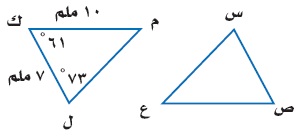 ك ١٠ ملم م
٦١°
٧ ملم ٧٣°
ل
س
ع ص